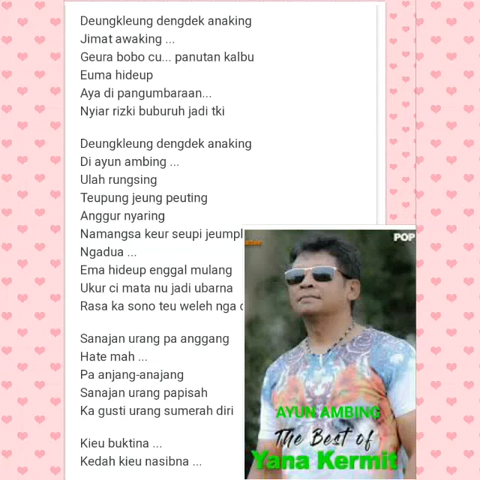 Deungkleung dengdek anaking
Jimat awaking ...
Geura bobo cu... panutan kalbu
Euma hideup
Aya di pangumbaraan...
Nyiar rizki buburuh jadi tki
Deungkleung dengdek anaking
Di ayun ambing ...
Ulah rungsing
Teupung jeung peuting
Anggur nyaring
Namangsa keur seupi jeumpl
Ngadua ...
Ema hideup enggal mulang
Ukur ci mata nu jadi ubarna
Rasa ka sono teu weleh nga
Sanajan urang pa anggang
Hate mah ...
Pa anjang-anajang
Sanajan urang papisah
Ka gusti urang sumerah diri
Kieu buktina ...
Kedah kieu nasibna ...
POP
AYUN AMBING
The Best of
Yana Kermit